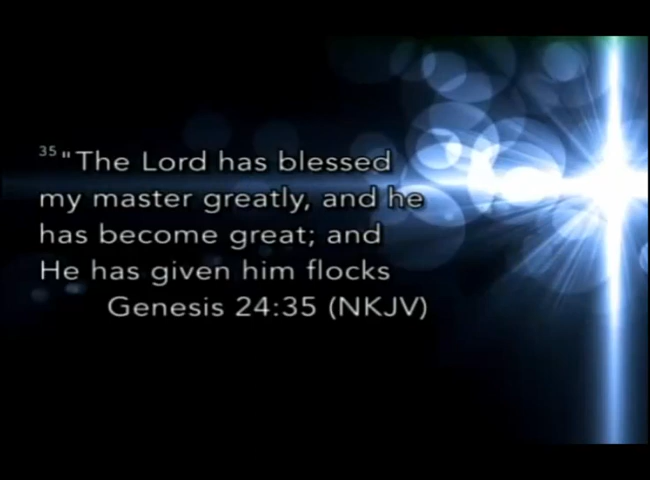 35 "The Lord has blessed
my master greatly, and he
has become great; and
He has given him flocks
Genesis 24:35 (NKJV)